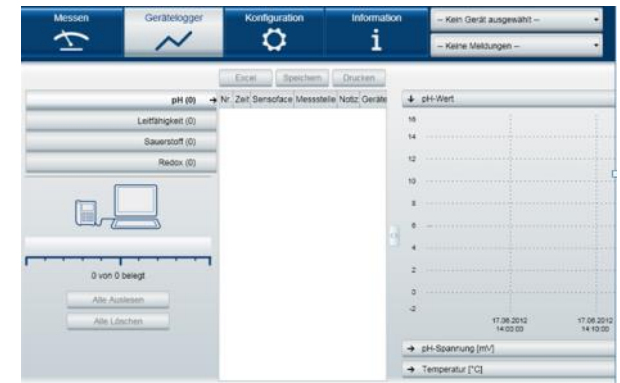 Messen
Gerätelogger
Konfiguration
Information
-- Kein Gerät ausgewählt --
-- Keine Meldungen --
Excel Speichern Drucken
pH (0)
Leitfähigkeit (0)
Sauerstoff (0)
Redox (0)
0 von 0 belegt
Alle Auslesen
Alle Löschen
Nr. Zeit Sensoface Messstelle Notiz Geräte
pH-Wert
16
14
12
10
8
6
4
2
0
-2
17.08.2012
14:03:00
17.08.2012
14:10:00
pH-Spannung [mV]
Temperatur [°C]